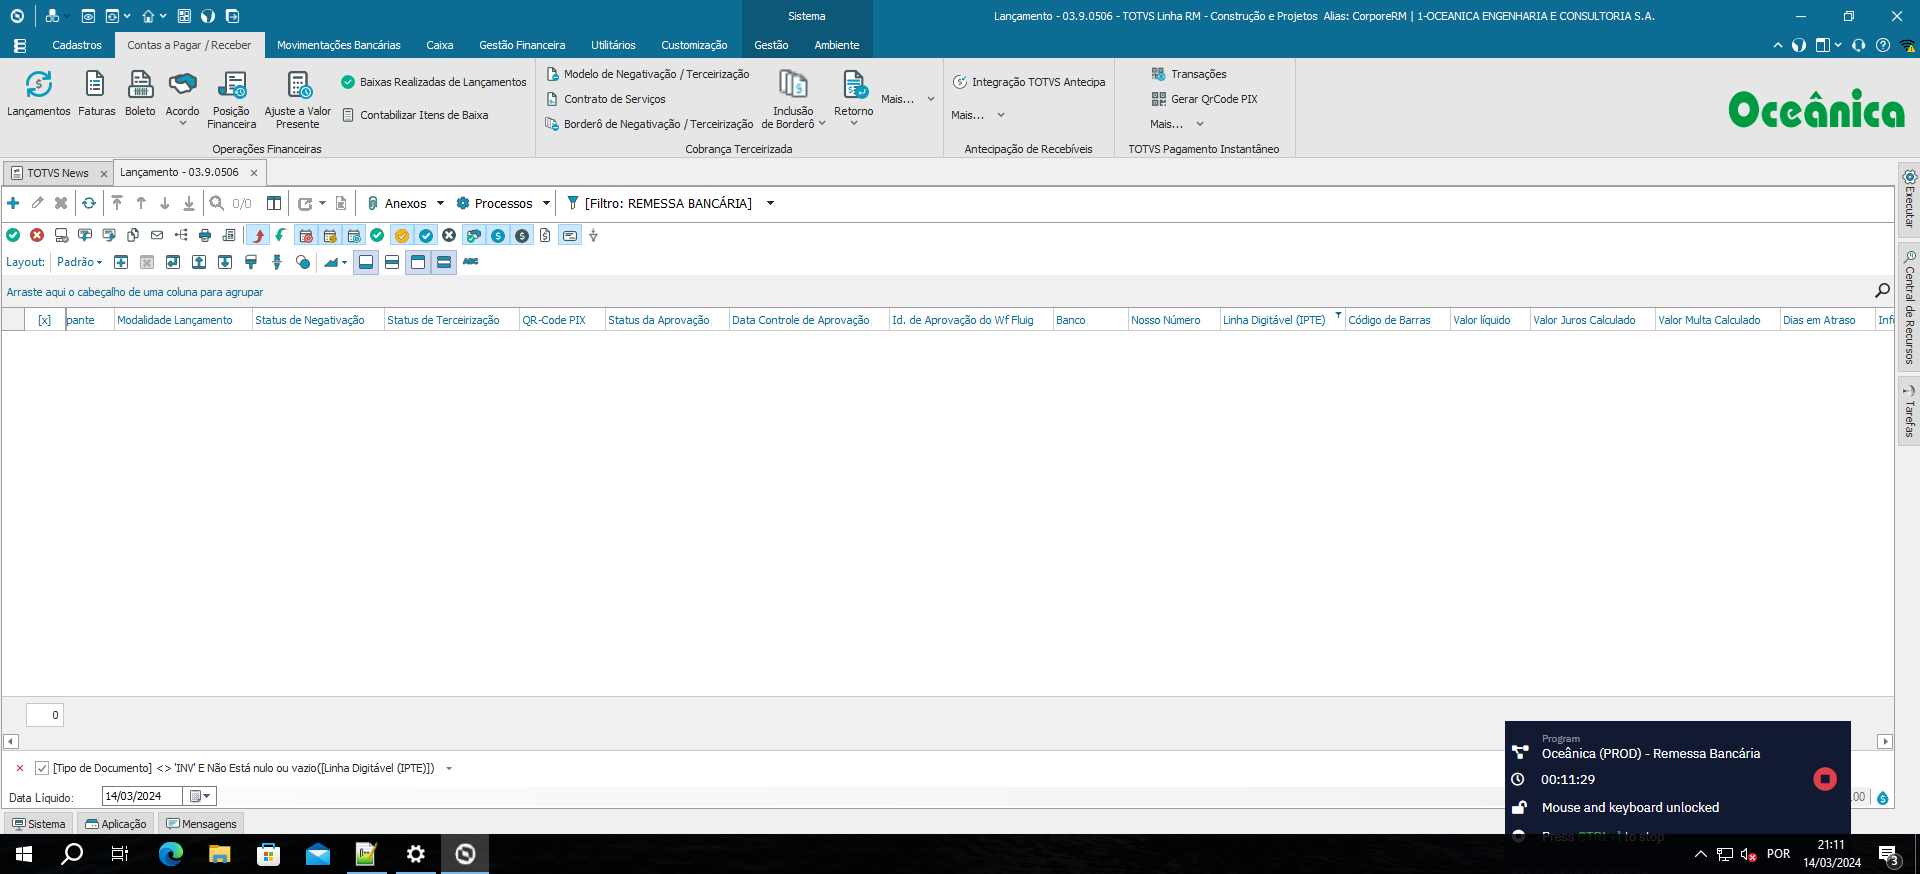 Sistema
Lançamento - 03.9.0506 - TOTVS Linha RM - Construção e Projetos  Alias: CorporeRM | 1-OCEANICA ENGENHARIA E CONSULTORIA S.A.
Cadastros
Contas a Pagar / Receber
Movimentações Bancárias
Caixa
Gestão Financeira
Utilitários
Customização
Gestão
Ambiente
Lançamentos
Faturas
Boleto
Acordo
Posição
Financeira
Ajuste a Valor
Presente
Baixas Realizadas de Lançamentos
Contabilizar Itens de Baixa
Operações Financeiras
Modelo de Negativação / Terceirização
Contrato de Serviços
Borderô de Negativação / Terceirização
Inclusão
de Borderô
Retorno
Mais...
Cobrança Terceirizada
Integração TOTVS Antecipa
Mais...
Antecipação de Recebíveis
Transações
Gerar QrCode PIX
Mais...
TOTVS Pagamento Instantâneo
Oceânica
TOTVS News
Lançamento - 03.9.0506
0/0
Anexos
Processos
[Filtro: REMESSA BANCÁRIA]
Layout:
Padrão
ABC
Arraste aqui o cabeçalho de uma coluna para agrupar
[x]
pante
Modalidade Lançamento
Status de Negativação
Status de Terceirização
QR-Code PIX
Status da Aprovação
Data Controle de Aprovação
Id. de Aprovação do Wf Fluig
Banco
Nosso Número
Linha Digitável (IPTE)
Código de Barras
Valor líquido
Valor Juros Calculado
Valor Multa Calculado
Dias em Atraso
Inf
Executar
Central de Recursos
Tarefas
0
[Tipo de Documento] <> 'INV' E Não Está nulo ou vazio([Linha Digitável (IPTE)])
Data Líquido:
14/03/2024
Program
Oceânica (PROD) - Remessa Bancária
00:11:29
Mouse and keyboard unlocked
Press CTRL+] to stop
.00
Sistema
Aplicação
Mensagens
POR
21:11
14/03/2024
3